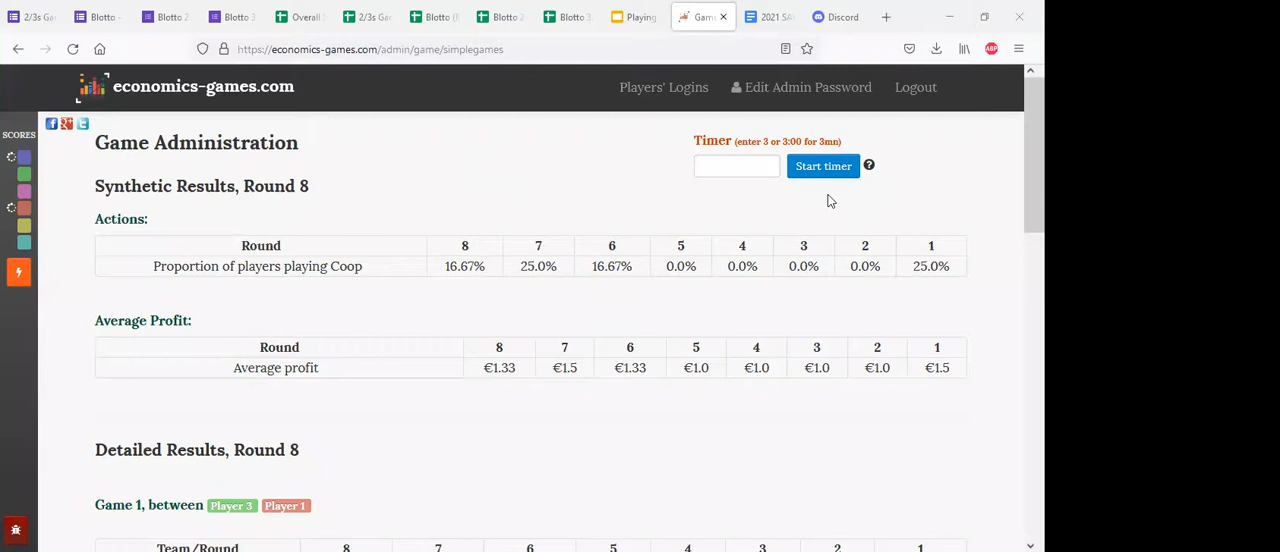 2/3s Ga
Blotto -
Blotto 2
Blotto 3
Overall S
2/3s Ga
Blotto (
Blotto 2
Blotto 3
Playing
Game
2021 SA
Discord
https://economics-games.com/admin/game/simplegames
ABP
economics-games.com
Players' Logins
Edit Admin Password
Logout
SCORES
Game Administration
Timer (enter 3 or 3:00 for 3mn)
Start timer
Synthetic Results, Round 8
Actions:
Round 8 7 6 5 4 3 2 1
Proportion of players playing Coop 16.67% 25.0% 16.67% 0.0% 0.0% 0.0% 0.0% 25.0%
Average Profit:
Round 8 7 6 5 4 3 2 1
Average profit €1.33 €1.5 €1.33 €1.0 €1.0 €1.0 €1.0 €1.5
Detailed Results, Round 8
Game 1, between Player 3 Player 1
Team/Round 8 7 6 5 4 3 2 1